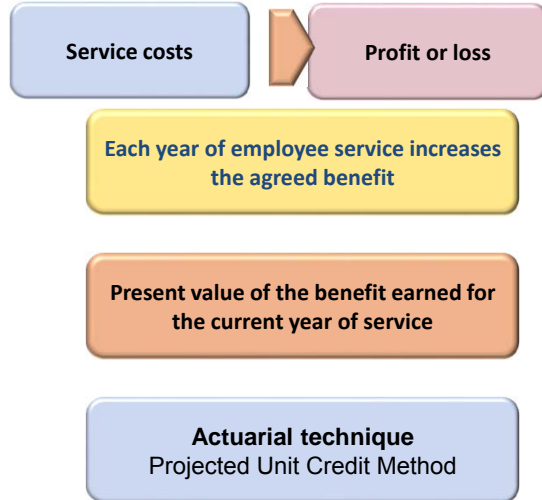 Service costs
Profit or loss
Each year of employee service increases
the agreed benefit
Present value of the benefit earned for
the current year of service
Actuarial technique
Projected Unit Credit Method